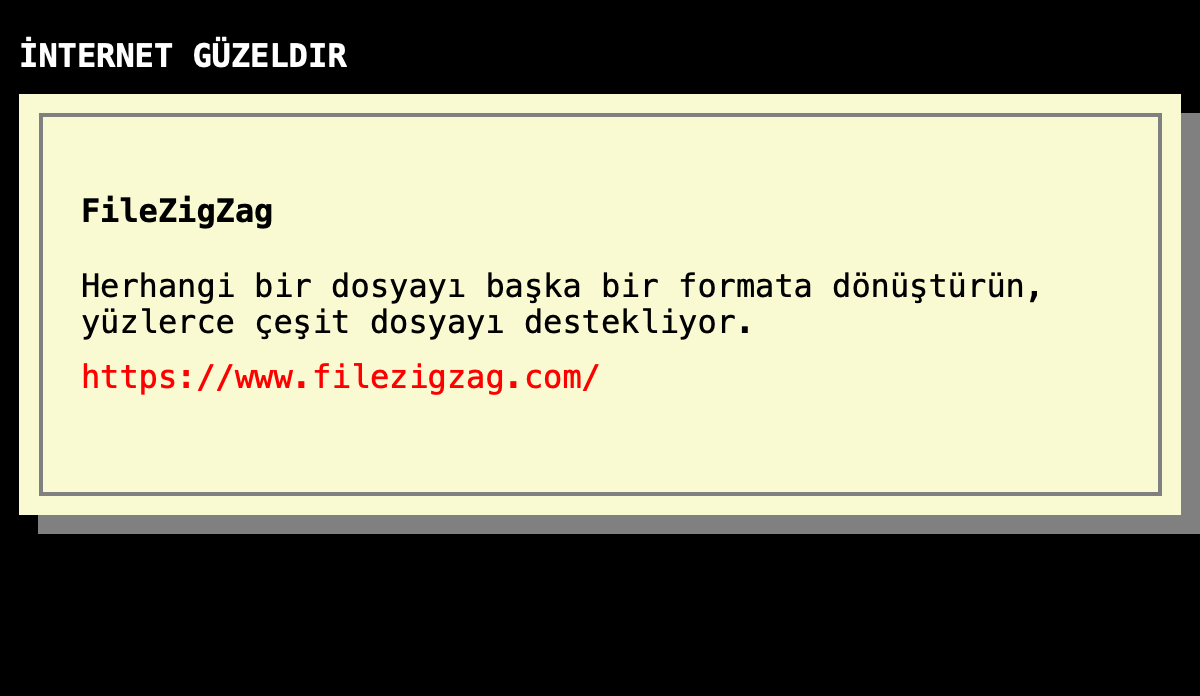 İNTERNET GÜZELDIR
FileZigZag
Herhangi bir dosyayı başka bir formata dönüştürün,
yüzlerce çeşit dosyayı destekliyor.
https://www.filezigzag.com/